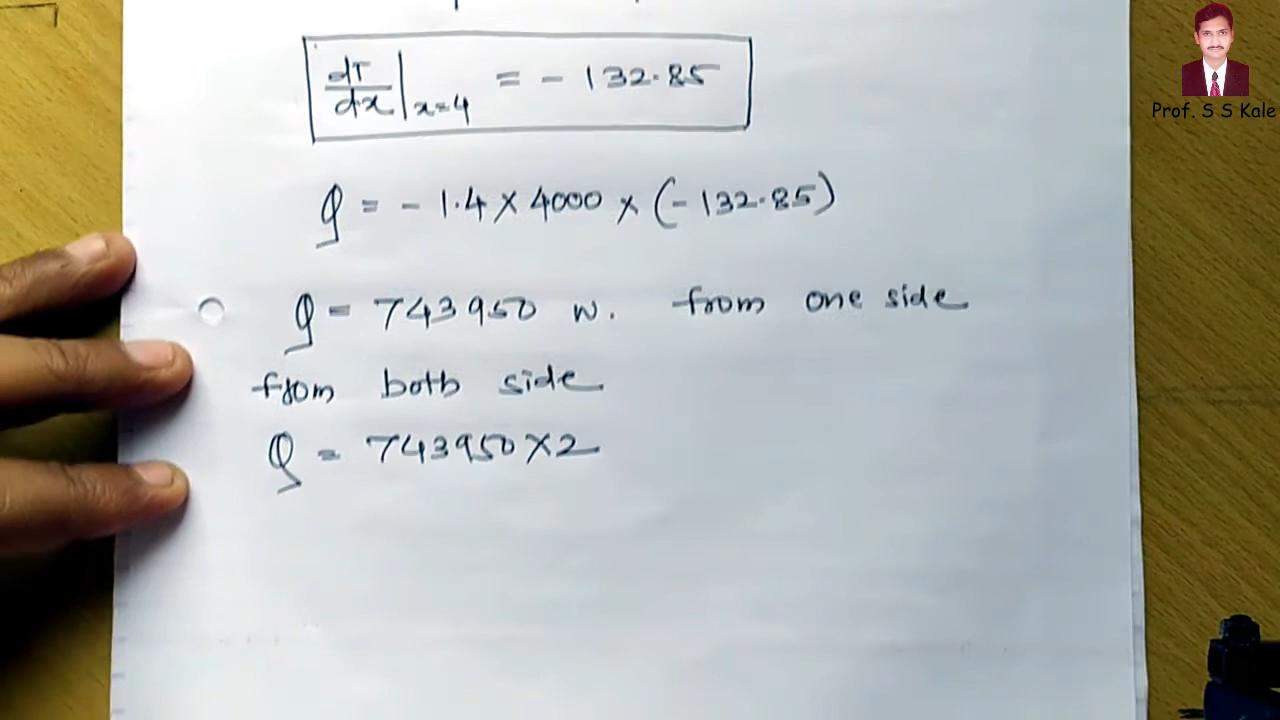 Prof. S S Kale
dT/dx |x=4 = - 132.85
Q = - 1.4 × 4000 × (- 132.85)
Q = 743950 W. from one side
from both side
Q = 743950 × 2